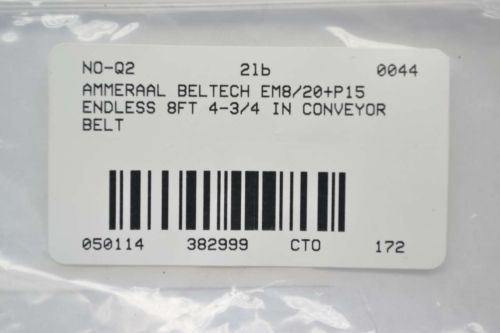 NO-Q2 2lb 0044
AMMERAAL BELTECH EM8/20+P15
ENDLESS 8FT 4-3/4 IN CONVEYOR
BELT
050114 382999 CTO 172